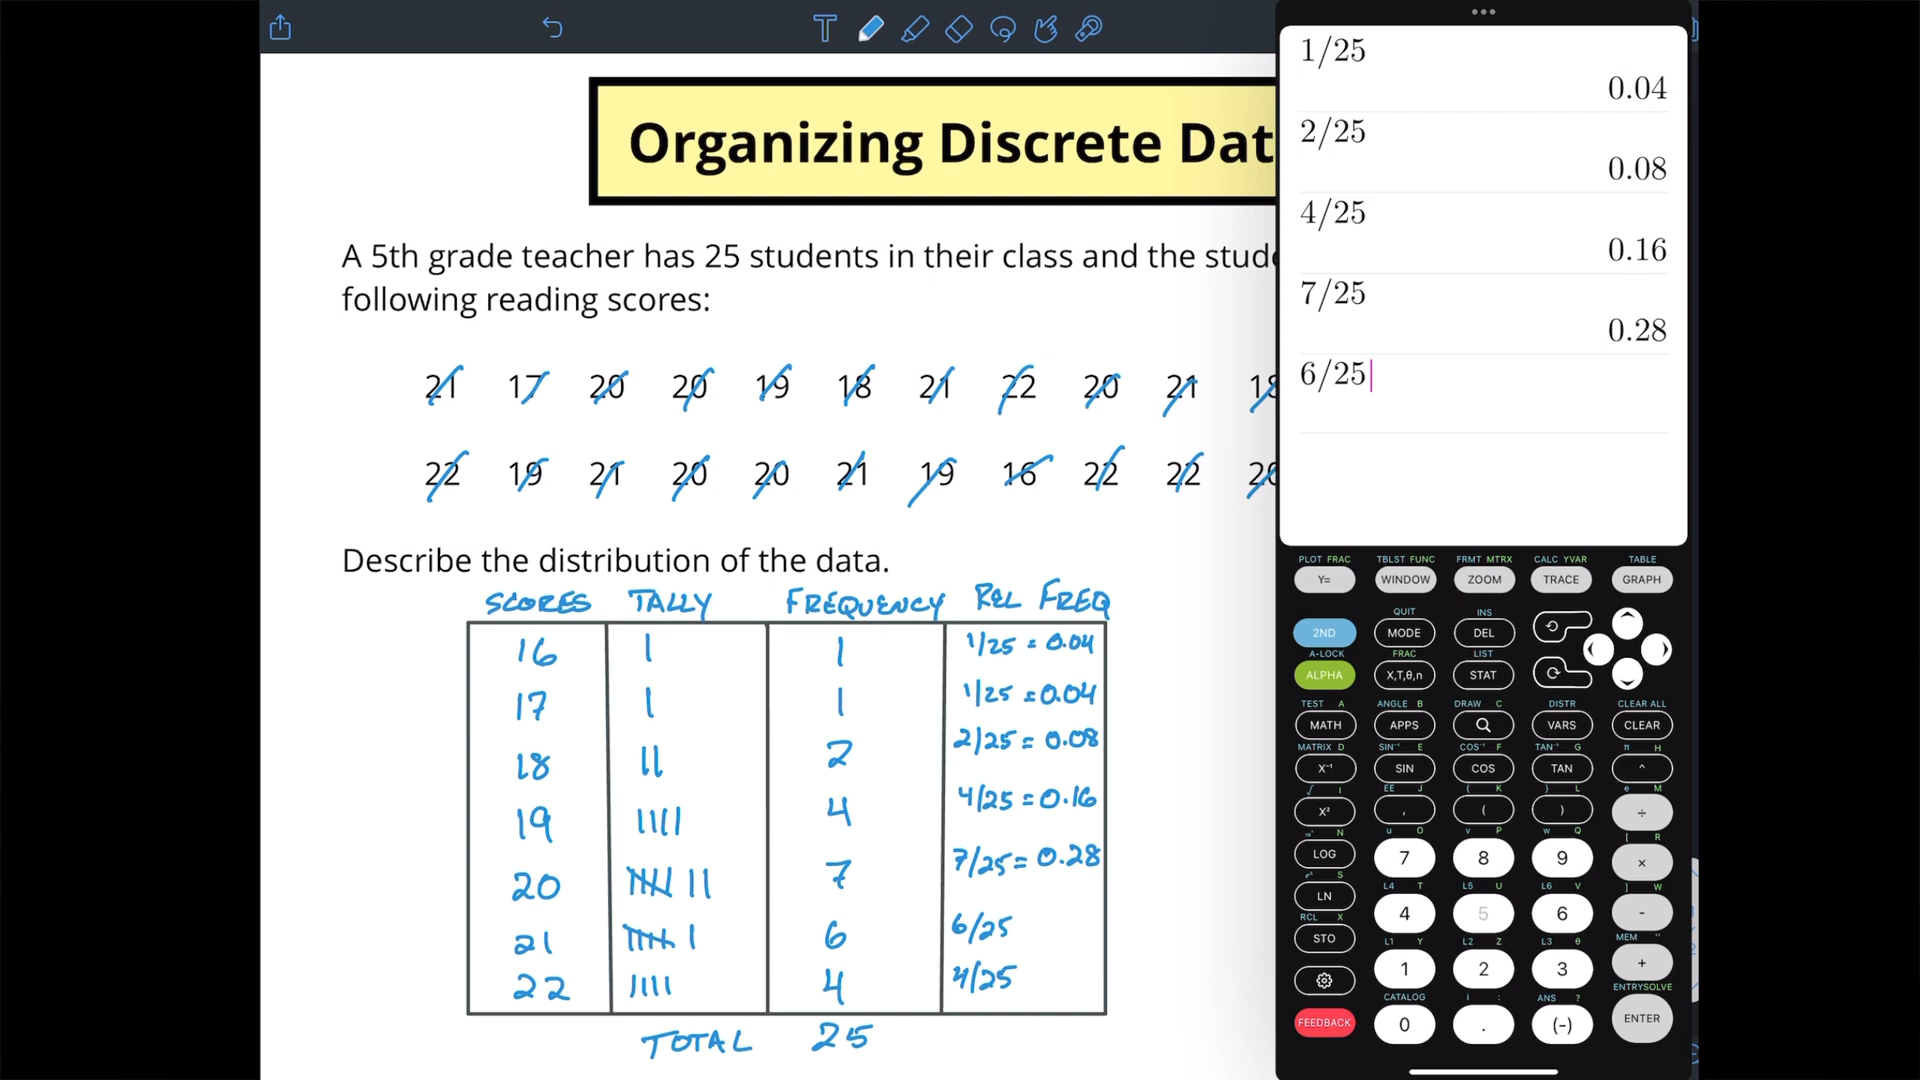 Organizing Discrete Dat
A 5th grade teacher has 25 students in their class and the stude
following reading scores:
21 17 20 20 19 18 21 22 20 21 18
22 19 21 20 20 21 19 16 22 22 20
Describe the distribution of the data.
SCORES TALLY FREQUENCY REL FREQ
16 | 1 1/25 = 0.04
17 | 1 1/25 = 0.04
18 || 2 2/25 = 0.08
19 |||| 4 4/25 = 0.16
20 |||| || 7 7/25 = 0.28
21 |||| | 6 6/25
22 |||| 4 4/25
TOTAL 25
1/25
0.04
2/25
0.08
4/25
0.16
7/25
0.28
6/25
PLOT FRAC TBLST FUNC FRMT MTRX CALC YVAR TABLE
Y= WINDOW ZOOM TRACE GRAPH
QUIT INS
2ND MODE DEL
A-LOCK FRAC LIST
ALPHA X,T,θ,n STAT
TEST A ANGLE B DRAW C DISTR CLEAR ALL
MATH APPS VARS CLEAR
MATRIX D SIN⁻¹ E COS⁻¹ F TAN⁻¹ G π H
X⁻¹ SIN COS TAN ^
√ I EE J { K } L e M
X² , ( ) ÷
N u O v P w Q [ R
LOG 7 8 9 ×
S L4 T L5 U L6 V ] W
LN 4 5 6 -
RCL X L1 Y L2 Z L3 θ MEM "
STO 1 2 3 +
CATALOG i : ANS ? ENTRY SOLVE
FEEDBACK 0 . (-) ENTER